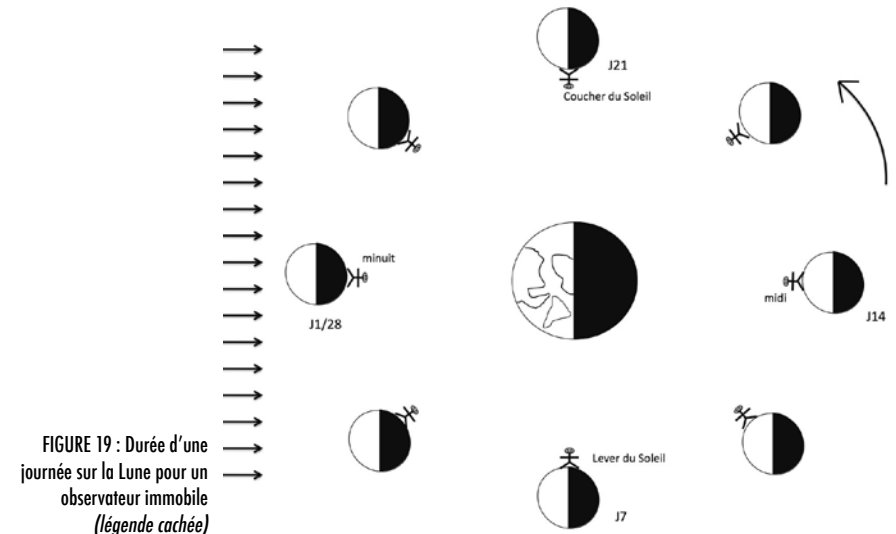 J21
Coucher du Soleil
minuit
J1/28
midi
J14
Lever du Soleil
J7
FIGURE 19 : Durée d'une
journée sur la Lune pour un
observateur immobile
(légende cachée)